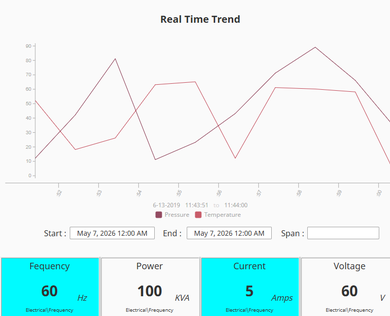 Real Time Trend
90
80
70
60
50
40
30
20
10
0
6-13-2019 11:43:51 11:44:00
Pressure Temperature
Start : May 7, 2026 12:00 AM End : May 7, 2026 12:00 AM Span :
Frequency Power Current Voltage
60 Hz 100 KVA 5 Amps 60 V
Electrical\Frequency Electrical\Frequency Electrical\Frequency Electrical\Frequency